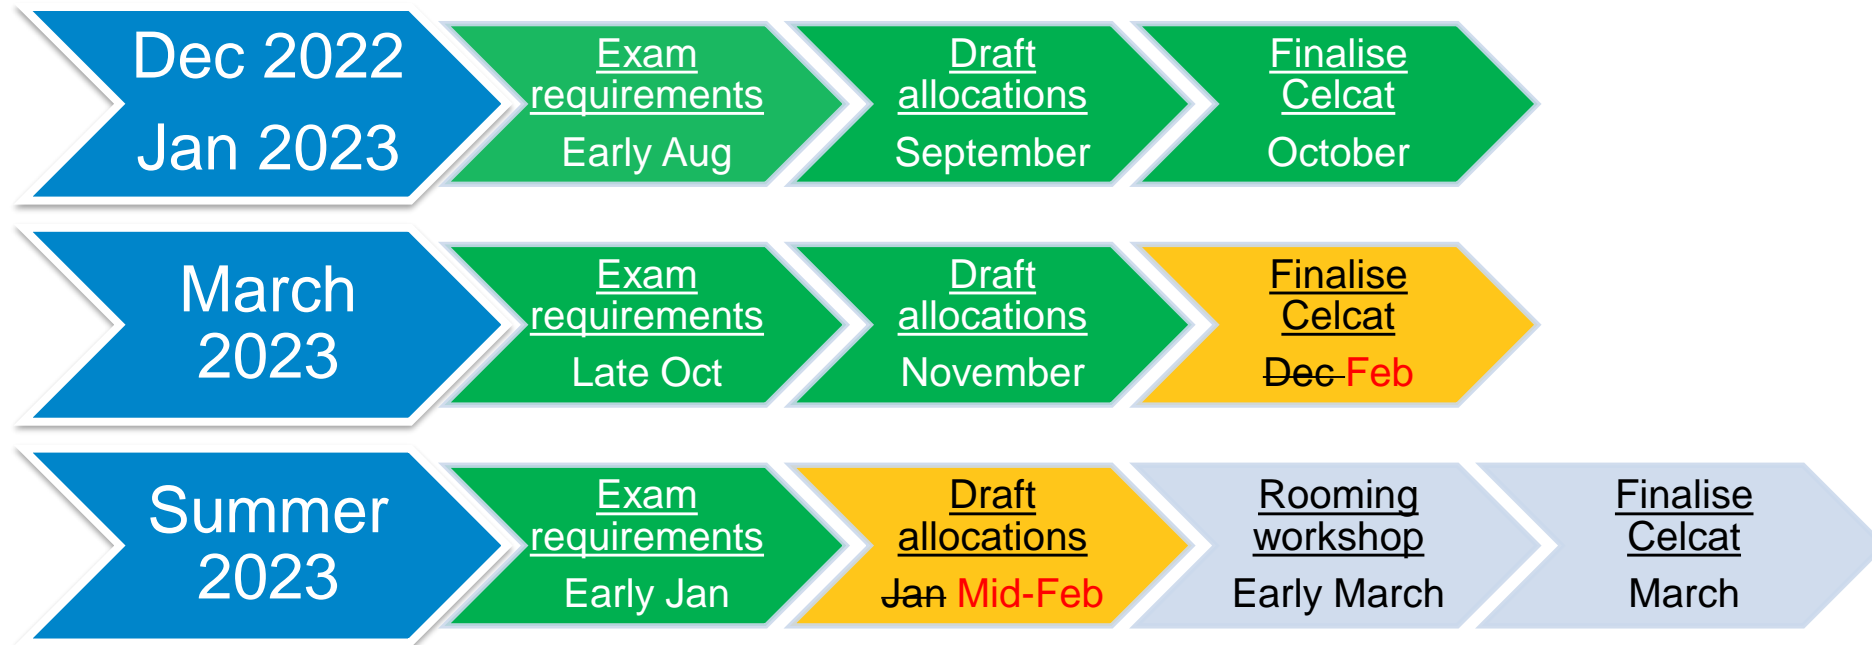 Dec 2022
Jan 2023
Exam
requirements
Early Aug
Draft
allocations
September
Finalise
Celcat
October
March
2023
Exam
requirements
Late Oct
Draft
allocations
November
Finalise
Celcat
Dec Feb
Summer
2023
Exam
requirements
Early Jan
Draft
allocations
Jan Mid-Feb
Rooming
workshop
Early March
Finalise
Celcat
March